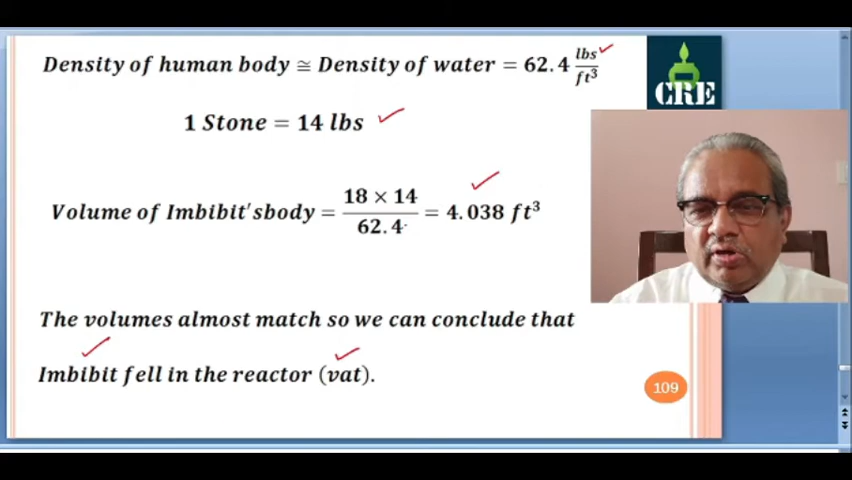 Density of human body ≅ Density of water = 62.4 lbs/ft³
CRE
1 Stone = 14 lbs
Volume of Imbibit'sbody = 18 × 14 / 62.4 = 4.038 ft³
The volumes almost match so we can conclude that
Imbibit fell in the reactor (vat).
109